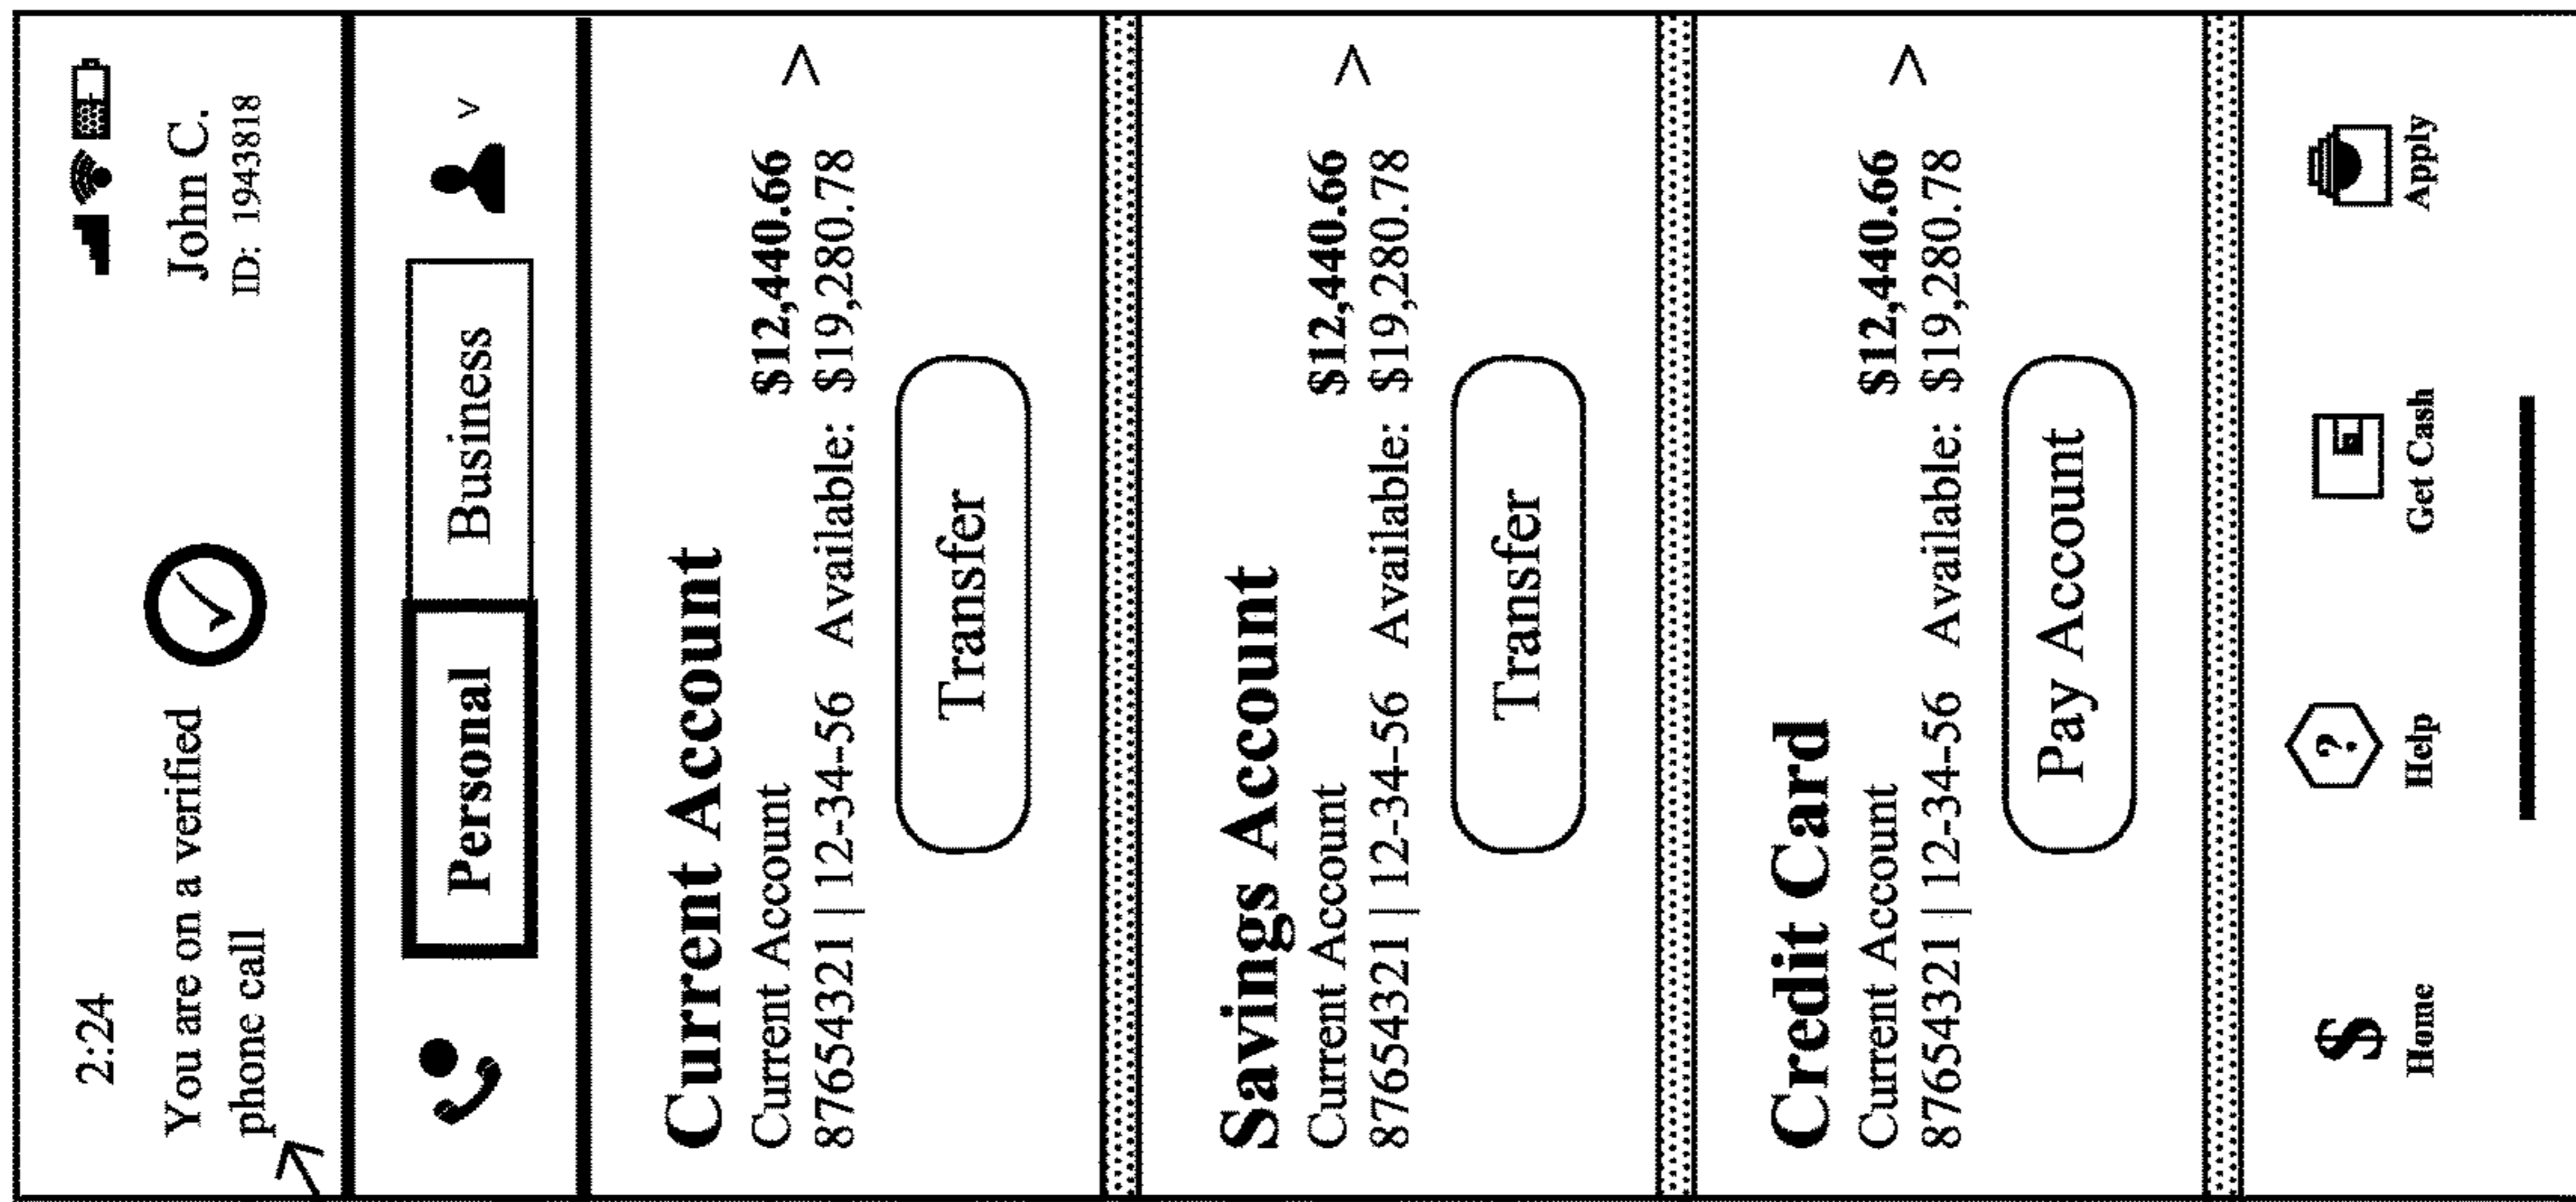 2:24
You are on a verified
phone call
John C.
ID: 1943818
Personal
Business
Current Account
Current Account
$12,440.66 >
87654321 | 12-34-56 Available: $19,280.78
Transfer
Savings Account
Current Account
$12,440.66 >
87654321 | 12-34-56 Available: $19,280.78
Transfer
Credit Card
Current Account
$12,440.66 >
87654321 | 12-34-56 Available: $19,280.78
Pay Account
$ ?
Home Help Get Cash Apply